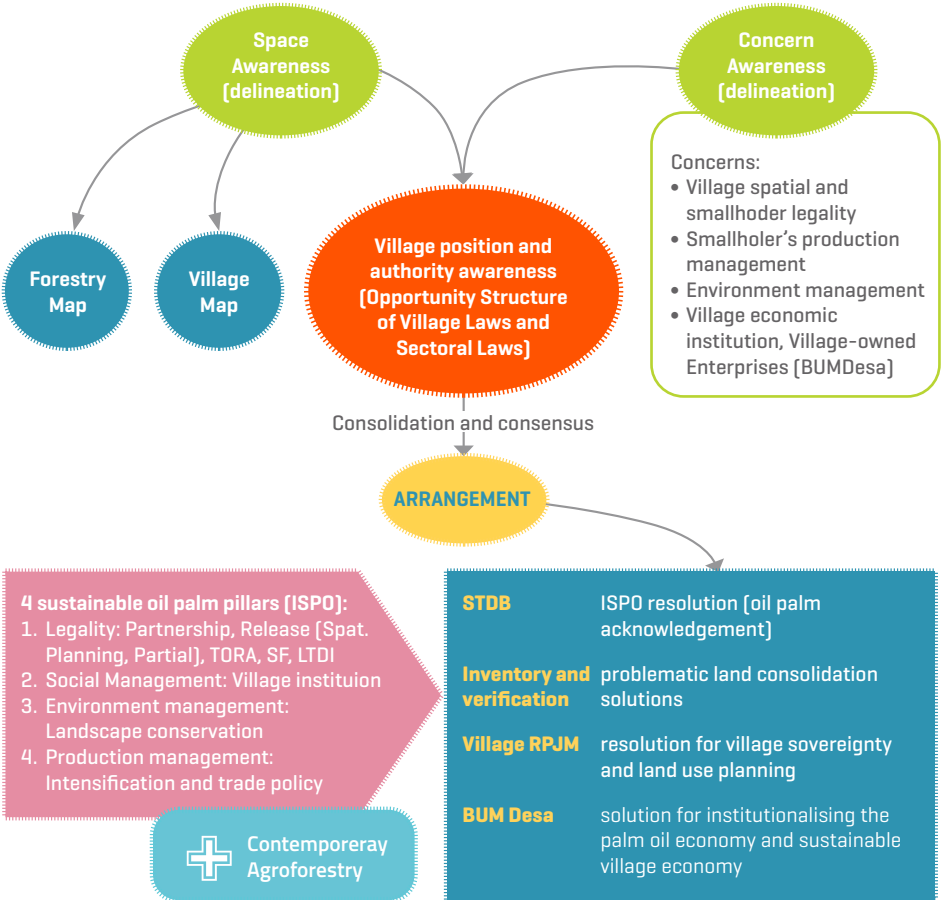 Space
Awareness
(delineation)
Concern
Awareness
(delineation)
Concerns:
• Village spatial and
smallhoder legality
• Smallholer's production
management
• Environment management
• Village economic
institution, Village-owned
Enterprises (BUMDesa)
Forestry
Map
Village
Map
Village position and
authority awareness
(Opportunity Structure
of Village Laws and
Sectoral Laws)
Consolidation and consensus
ARRANGEMENT
4 sustainable oil palm pillars (ISPO):
1. Legality: Partnership, Release (Spat.
Planning, Partial), TORA, SF, LTDI
2. Social Management: Village instituion
3. Environment management:
Landscape conservation
4. Production management:
Intensification and trade policy
Contemporeray
Agroforestry
STDB ISPO resolution (oil palm
acknowledgement)
Inventory and problematic land consolidation
verification solutions
Village RPJM resolution for village sovereignty
and land use planning
BUM Desa solution for institutionalising the
palm oil economy and sustainable
village economy